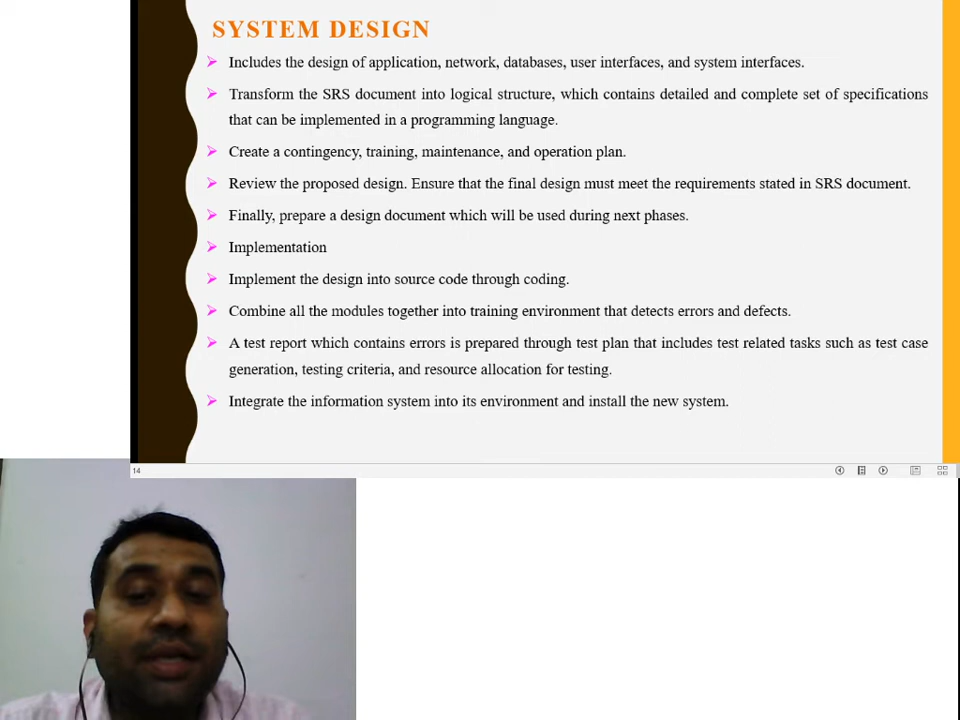 SYSTEM DESIGN
➢ Includes the design of application, network, databases, user interfaces, and system interfaces.
➢ Transform the SRS document into logical structure, which contains detailed and complete set of specifications
that can be implemented in a programming language.
➢ Create a contingency, training, maintenance, and operation plan.
➢ Review the proposed design. Ensure that the final design must meet the requirements stated in SRS document.
➢ Finally, prepare a design document which will be used during next phases.
➢ Implementation
➢ Implement the design into source code through coding.
➢ Combine all the modules together into training environment that detects errors and defects.
➢ A test report which contains errors is prepared through test plan that includes test related tasks such as test case
generation, testing criteria, and resource allocation for testing.
➢ Integrate the information system into its environment and install the new system.
14